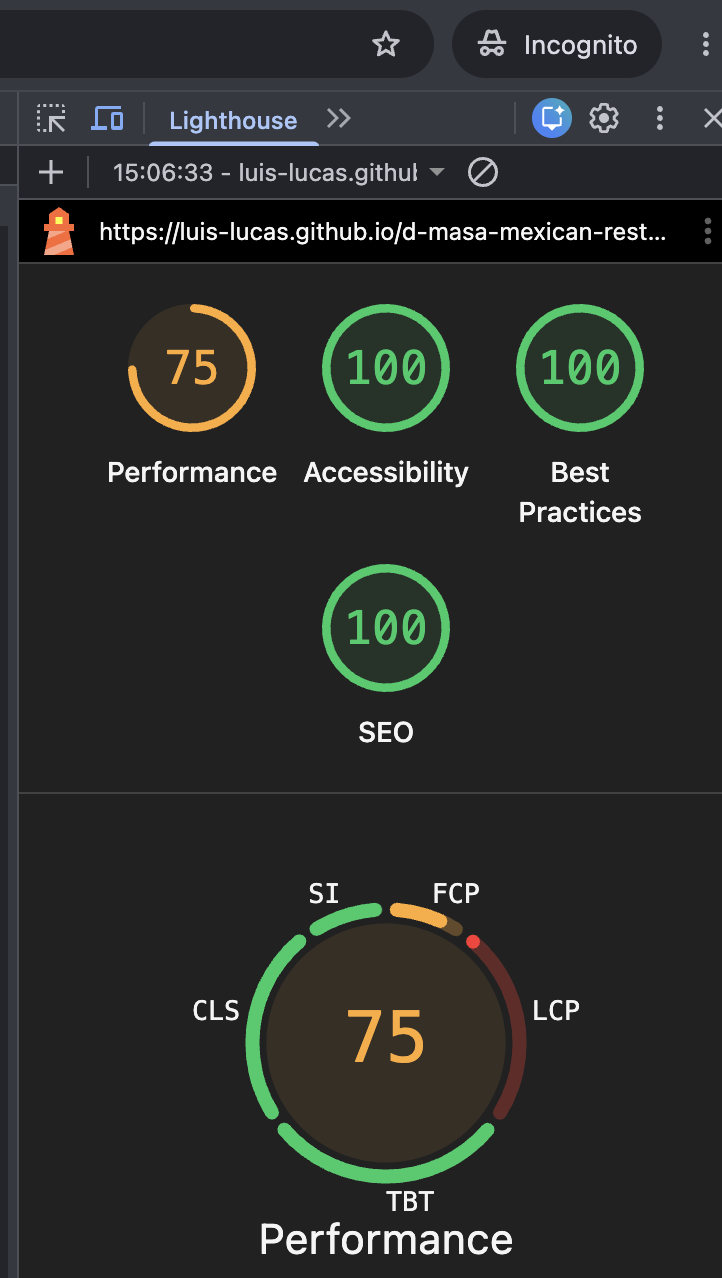 Incognito
Lighthouse
15:06:33 - luis-lucas.githul
https://luis-lucas.github.io/d-masa-mexican-rest...
75
100
100
Performance
Accessibility
Best
Practices
100
SEO
SI
FCP
CLS
LCP
75
TBT
Performance